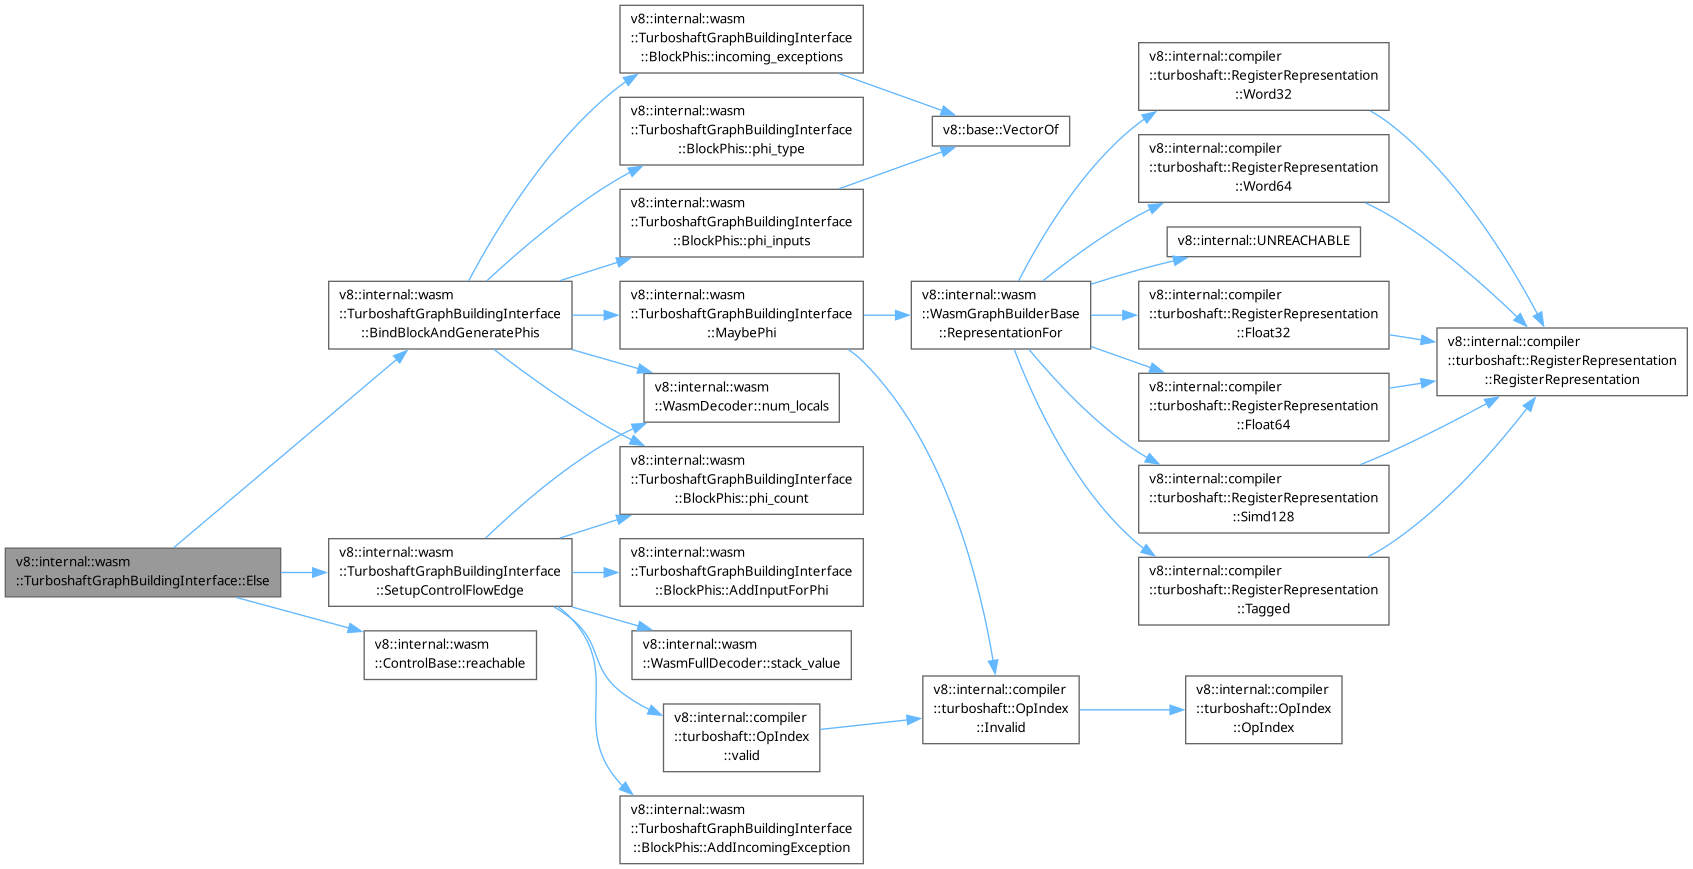 v8::internal::wasm
::TurboshaftGraphBuildingInterface::Else
v8::internal::wasm
::TurboshaftGraphBuildingInterface
::BindBlockAndGeneratePhis
v8::internal::wasm
::TurboshaftGraphBuildingInterface
::SetupControlFlowEdge
v8::internal::wasm
::ControlBase::reachable
v8::internal::wasm
::TurboshaftGraphBuildingInterface
::BlockPhis::incoming_exceptions
v8::internal::wasm
::TurboshaftGraphBuildingInterface
::BlockPhis::phi_type
v8::internal::wasm
::TurboshaftGraphBuildingInterface
::BlockPhis::phi_inputs
v8::internal::wasm
::TurboshaftGraphBuildingInterface
::MaybePhi
v8::internal::wasm
::WasmDecoder::num_locals
v8::internal::wasm
::TurboshaftGraphBuildingInterface
::BlockPhis::phi_count
v8::internal::wasm
::TurboshaftGraphBuildingInterface
::BlockPhis::AddInputForPhi
v8::internal::wasm
::WasmFullDecoder::stack_value
v8::internal::compiler
::turboshaft::OpIndex
::valid
v8::internal::wasm
::TurboshaftGraphBuildingInterface
::BlockPhis::AddIncomingException
v8::base::VectorOf
v8::internal::wasm
::WasmGraphBuilderBase
::RepresentationFor
v8::internal::compiler
::turboshaft::OpIndex
::Invalid
v8::internal::compiler
::turboshaft::RegisterRepresentation
::Word32
v8::internal::compiler
::turboshaft::RegisterRepresentation
::Word64
v8::internal::UNREACHABLE
v8::internal::compiler
::turboshaft::RegisterRepresentation
::Float32
v8::internal::compiler
::turboshaft::RegisterRepresentation
::Float64
v8::internal::compiler
::turboshaft::RegisterRepresentation
::Simd128
v8::internal::compiler
::turboshaft::RegisterRepresentation
::Tagged
v8::internal::compiler
::turboshaft::OpIndex
::OpIndex
v8::internal::compiler
::turboshaft::RegisterRepresentation
::RegisterRepresentation